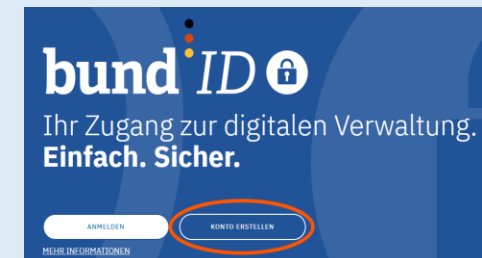 bund ID
Ihr Zugang zur digitalen Verwaltung.
Einfach. Sicher.
ANMELDEN KONTO ERSTELLEN
MEHR INFORMATIONEN